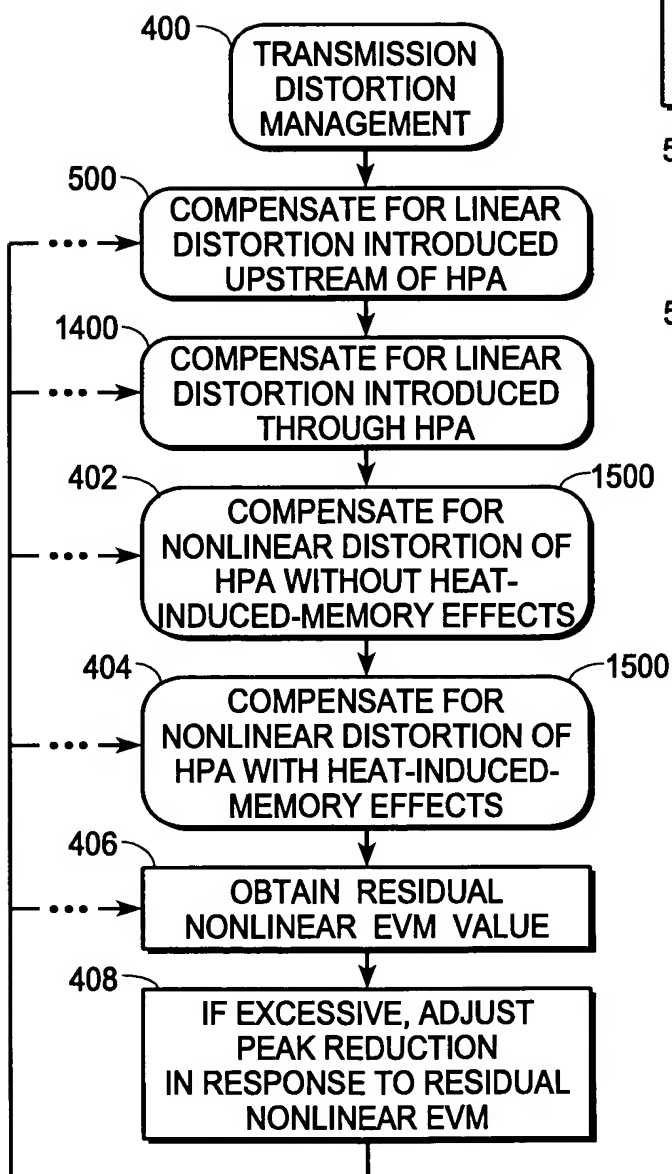 400
TRANSMISSION
DISTORTION
MANAGEMENT
500
COMPENSATE FOR LINEAR
DISTORTION INTRODUCED
UPSTREAM OF HPA
1400
COMPENSATE FOR LINEAR
DISTORTION INTRODUCED
THROUGH HPA
402
1500
COMPENSATE FOR
NONLINEAR DISTORTION OF
HPA WITHOUT HEAT-
INDUCED-MEMORY EFFECTS
404
1500
COMPENSATE FOR
NONLINEAR DISTORTION OF
HPA WITH HEAT-INDUCED-
MEMORY EFFECTS
406
OBTAIN RESIDUAL
NONLINEAR EVM VALUE
408
IF EXCESSIVE, ADJUST
PEAK REDUCTION
IN RESPONSE TO RESIDUAL
NONLINEAR EVM
5
5